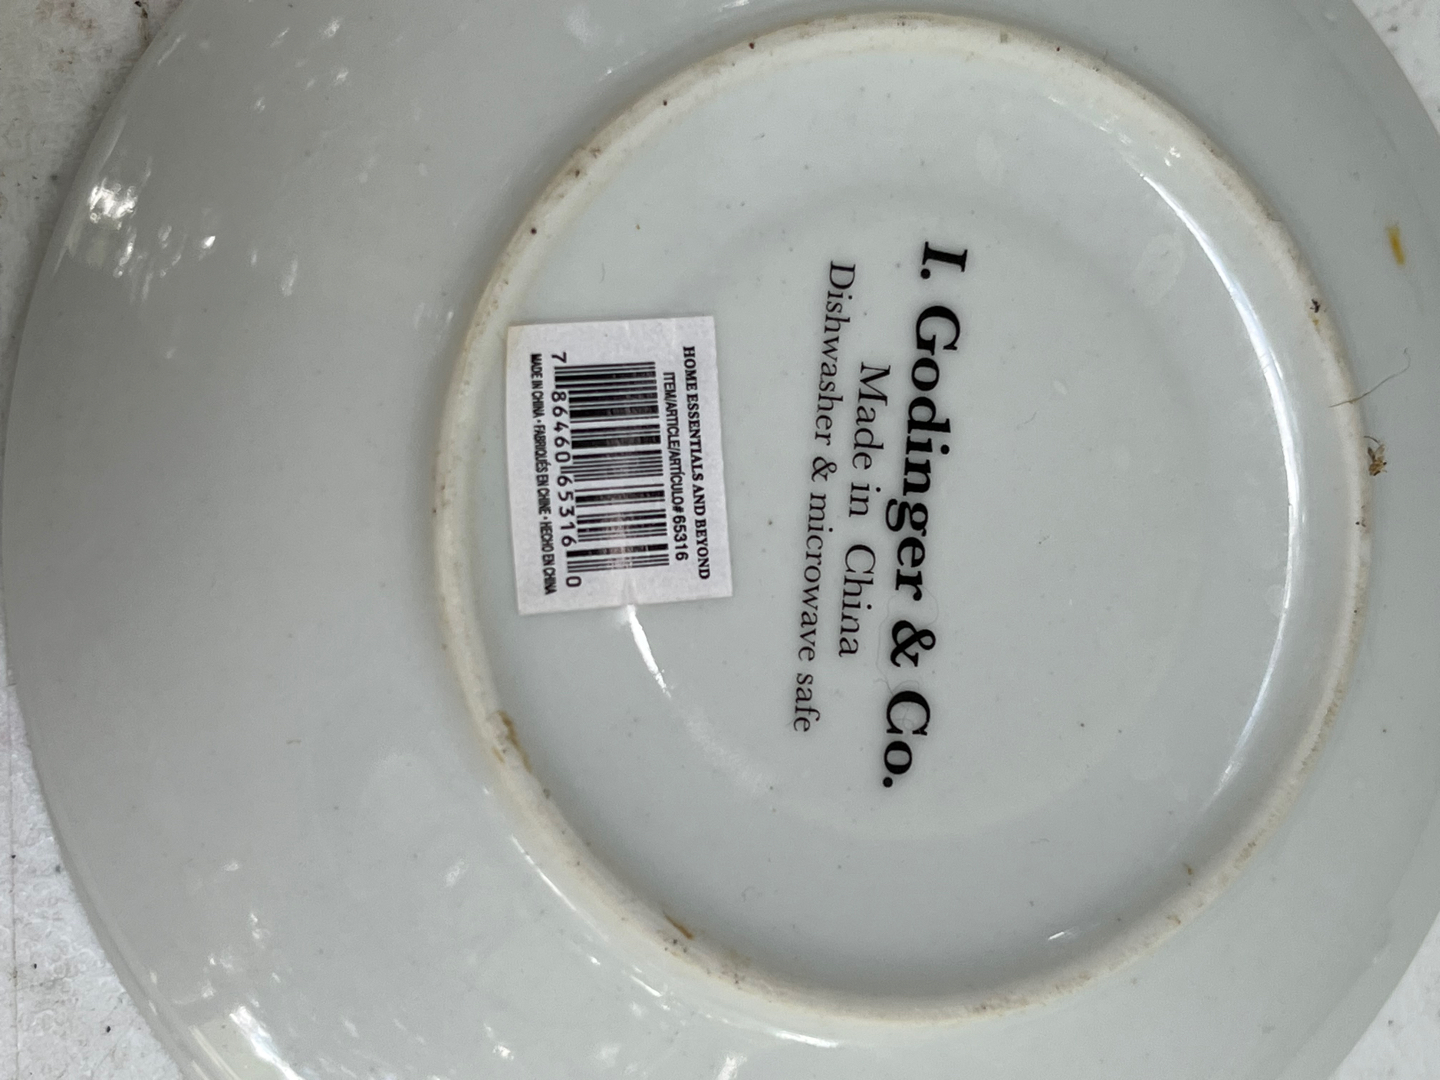 I. Godinger & Co.
Made in China
Dishwasher & microwave safe
HOME ESSENTIALS AND BEYOND
ITEM/ARTICLE/ARTÍCULO# 65316
7 86460 65316 0
MADE IN CHINA • FABRIQUÉS EN CHINE • HECHO EN CHINA